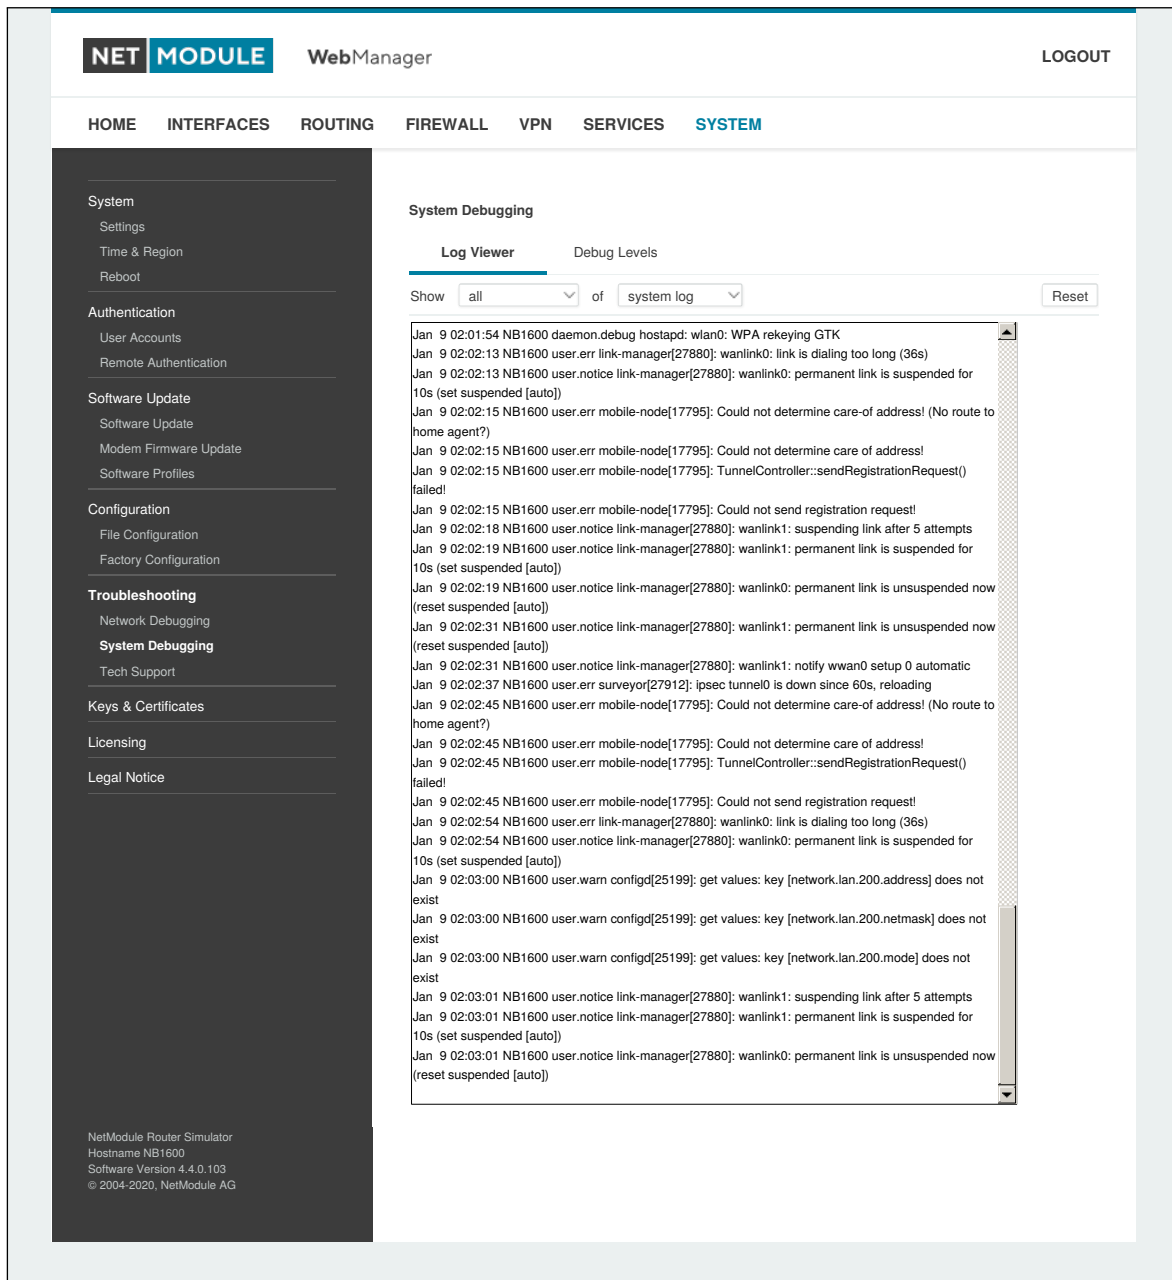 NET MODULE WebManager LOGOUT
HOME INTERFACES ROUTING FIREWALL VPN SERVICES SYSTEM
System
Settings
Time & Region
Reboot
Authentication
User Accounts
Remote Authentication
Software Update
Software Update
Modem Firmware Update
Software Profiles
Configuration
File Configuration
Factory Configuration
Troubleshooting
Network Debugging
System Debugging
Tech Support
Keys & Certificates
Licensing
Legal Notice
NetModule Router Simulator
Hostname NB1600
Software Version 4.4.0.103
© 2004-2020, NetModule AG
System Debugging
Log Viewer Debug Levels
Show all of system log Reset
Jan 9 02:01:54 NB1600 daemon.debug hostapd: wlan0: WPA rekeying GTK
Jan 9 02:02:13 NB1600 user.err link-manager[27880]: wanlink0: link is dialing too long (36s)
Jan 9 02:02:13 NB1600 user.notice link-manager[27880]: wanlink0: permanent link is suspended for
10s (set suspended [auto])
Jan 9 02:02:15 NB1600 user.err mobile-node[17795]: Could not determine care-of address! (No route to
home agent?)
Jan 9 02:02:15 NB1600 user.err mobile-node[17795]: Could not determine care of address!
Jan 9 02:02:15 NB1600 user.err mobile-node[17795]: TunnelController::sendRegistrationRequest()
failed!
Jan 9 02:02:15 NB1600 user.err mobile-node[17795]: Could not send registration request!
Jan 9 02:02:18 NB1600 user.notice link-manager[27880]: wanlink1: suspending link after 5 attempts
Jan 9 02:02:19 NB1600 user.notice link-manager[27880]: wanlink1: permanent link is suspended for
10s (set suspended [auto])
Jan 9 02:02:19 NB1600 user.notice link-manager[27880]: wanlink0: permanent link is unsuspended now
(reset suspended [auto])
Jan 9 02:02:31 NB1600 user.notice link-manager[27880]: wanlink1: permanent link is unsuspended now
(reset suspended [auto])
Jan 9 02:02:31 NB1600 user.notice link-manager[27880]: wanlink1: notify wwan0 setup 0 automatic
Jan 9 02:02:37 NB1600 user.err surveyor[27912]: ipsec tunnel0 is down since 60s, reloading
Jan 9 02:02:45 NB1600 user.err mobile-node[17795]: Could not determine care-of address! (No route to
home agent?)
Jan 9 02:02:45 NB1600 user.err mobile-node[17795]: Could not determine care of address!
Jan 9 02:02:45 NB1600 user.err mobile-node[17795]: TunnelController::sendRegistrationRequest()
failed!
Jan 9 02:02:45 NB1600 user.err mobile-node[17795]: Could not send registration request!
Jan 9 02:02:54 NB1600 user.err link-manager[27880]: wanlink0: link is dialing too long (36s)
Jan 9 02:02:54 NB1600 user.notice link-manager[27880]: wanlink0: permanent link is suspended for
10s (set suspended [auto])
Jan 9 02:03:00 NB1600 user.warn configd[25199]: get values: key [network.lan.200.address] does not
exist
Jan 9 02:03:00 NB1600 user.warn configd[25199]: get values: key [network.lan.200.netmask] does not
exist
Jan 9 02:03:00 NB1600 user.warn configd[25199]: get values: key [network.lan.200.mode] does not
exist
Jan 9 02:03:01 NB1600 user.notice link-manager[27880]: wanlink1: suspending link after 5 attempts
Jan 9 02:03:01 NB1600 user.notice link-manager[27880]: wanlink1: permanent link is suspended for
10s (set suspended [auto])
Jan 9 02:03:01 NB1600 user.notice link-manager[27880]: wanlink0: permanent link is unsuspended now
(reset suspended [auto])